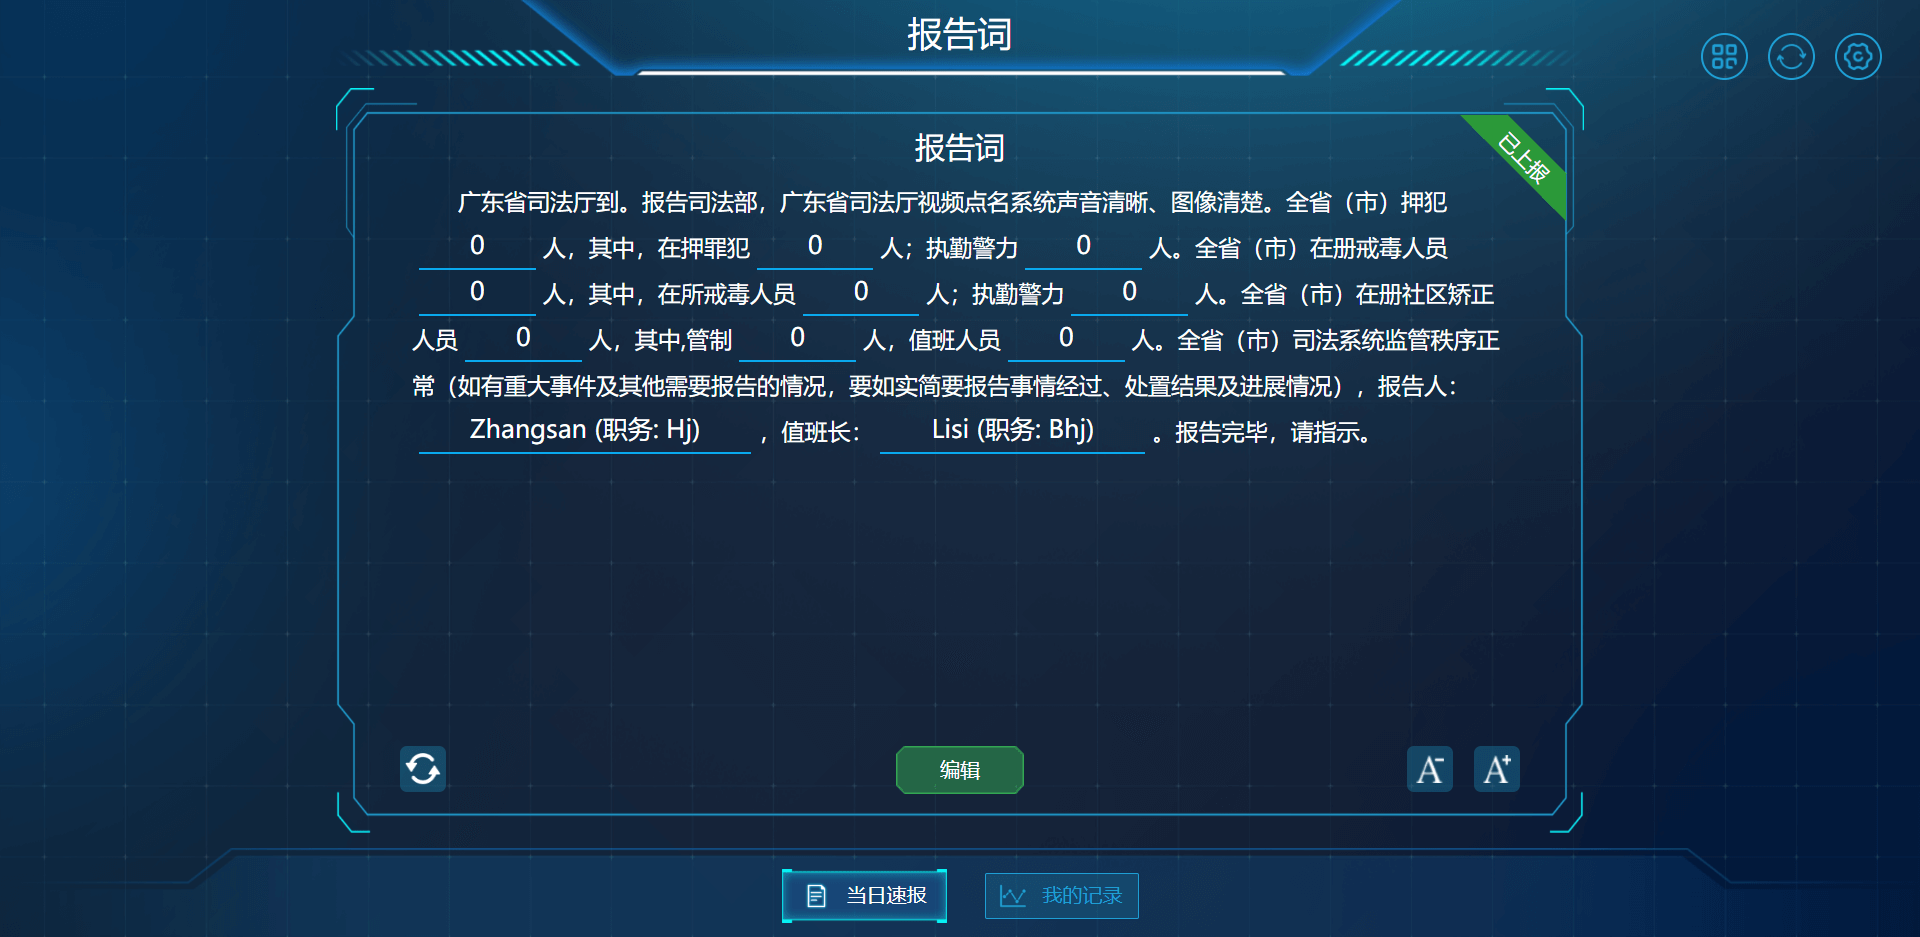 报告词
报告词
已上报
广东省司法厅到。报告司法部，广东省司法厅视频点名系统声音清晰、图像清楚。全省（市）押犯
0 人，其中，在押罪犯 0 人；执勤警力 0 人。全省（市）在册戒毒人员
0 人，其中，在所戒毒人员 0 人；执勤警力 0 人。全省（市）在册社区矫正
人员 0 人，其中,管制 0 人，值班人员 0 人。全省（市）司法系统监管秩序正
常（如有重大事件及其他需要报告的情况，要如实简要报告事情经过、处置结果及进展情况），报告人：
Zhangsan (职务: Hj) ，值班长： Lisi (职务: Bhj) 。报告完毕，请指示。
编辑
A-
A+
当日速报
我的记录